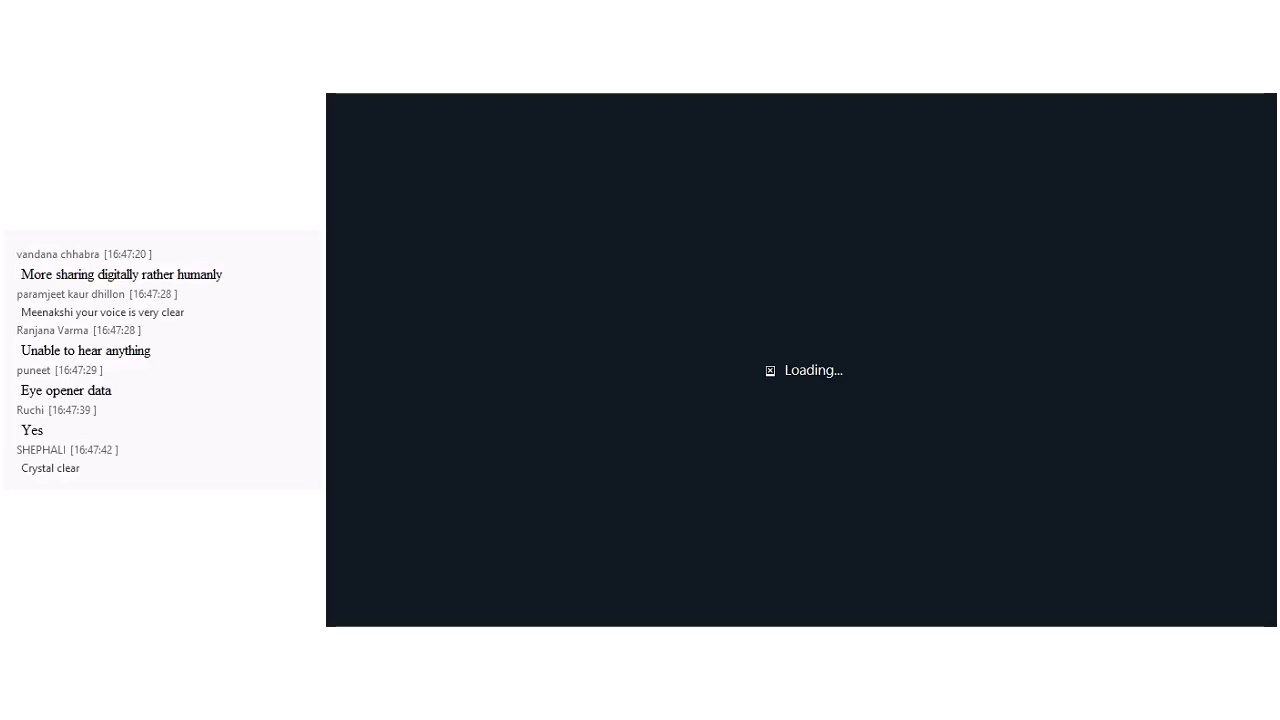 vandana chhabra [16:47:20 ]
More sharing digitally rather humanly
paramjeet kaur dhillon [16:47:28 ]
Meenakshi your voice is very clear
Ranjana Varma [16:47:28 ]
Unable to hear anything
puneet [16:47:29 ]
Eye opener data
Ruchi [16:47:39 ]
Yes
SHEPHALI [16:47:42 ]
Crystal clear
Loading...